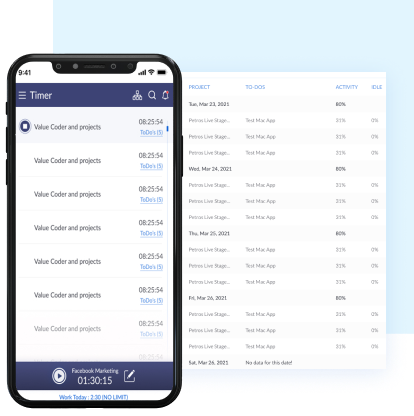 9:41
Timer
Value Coder and projects 08:25:54
ToDo's (5)
Value Coder and projects 08:25:54
ToDo's (5)
Value Coder and projects 08:25:54
ToDo's (5)
Value Coder and projects 08:25:54
ToDo's (5)
Value Coder and projects 08:25:54
ToDo's (5)
Value Coder and projects 08:25:54
ToDo's (5)
Value Coder and projects 08:25:54
ToDo's (5)
08:25:54
Facebook Marketing
01:30:15
Work Today : 2:30 (NO LIMIT)
PROJECT TO-DOS ACTIVITY IDLE
Tue, Mar 23, 2021 80%
Petros Live Stage... Test Mac App 31% 0%
Petros Live Stage... Test Mac App 31% 0%
Petros Live Stage... Test Mac App 31% 0%
Wed, Mar 24, 2021 80%
Petros Live Stage... Test Mac App 31% 0%
Petros Live Stage... Test Mac App 31% 0%
Petros Live Stage... Test Mac App 31% 0%
Thu, Mar 25, 2021 80%
Petros Live Stage... Test Mac App 31% 0%
Petros Live Stage... Test Mac App 31% 0%
Petros Live Stage... Test Mac App 31% 0%
Fri, Mar 26, 2021 80%
Petros Live Stage... Test Mac App 31% 0%
Petros Live Stage... Test Mac App 31% 0%
Petros Live Stage... Test Mac App 31% 0%
Sat, Mar 26, 2021 No data for this date!